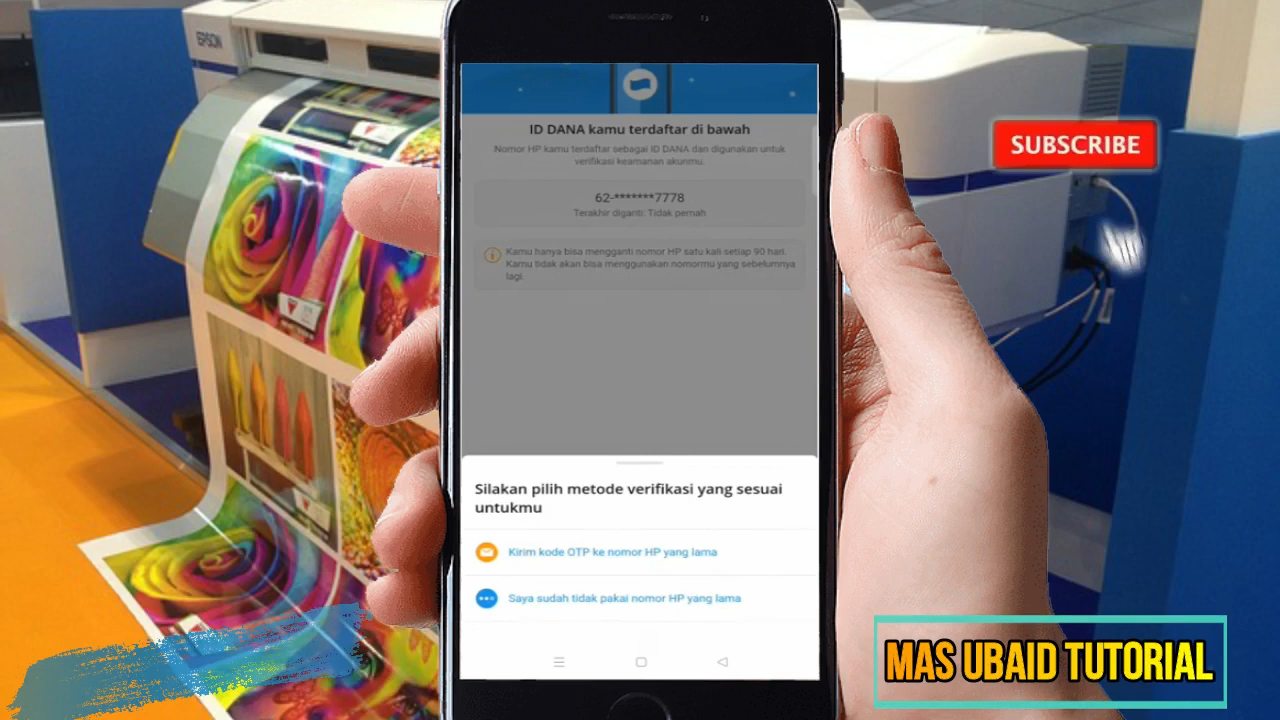 EPSON
ID DANA kamu terdaftar di bawah
Nomor HP kamu terdaftar sebagai ID DANA dan digunakan untuk
verifikasi keamanan akunmu.
62-*******7778
Terakhir diganti: Tidak pernah
Kamu hanya bisa mengganti nomor HP satu kali setiap 90 hari.
Kamu tidak akan bisa menggunakan nomormu yang sebelumnya
lagi.
Silakan pilih metode verifikasi yang sesuai
untukmu
Kirim kode OTP ke nomor HP yang lama
Saya sudah tidak pakai nomor HP yang lama
SUBSCRIBE
MAS UBAID TUTORIAL